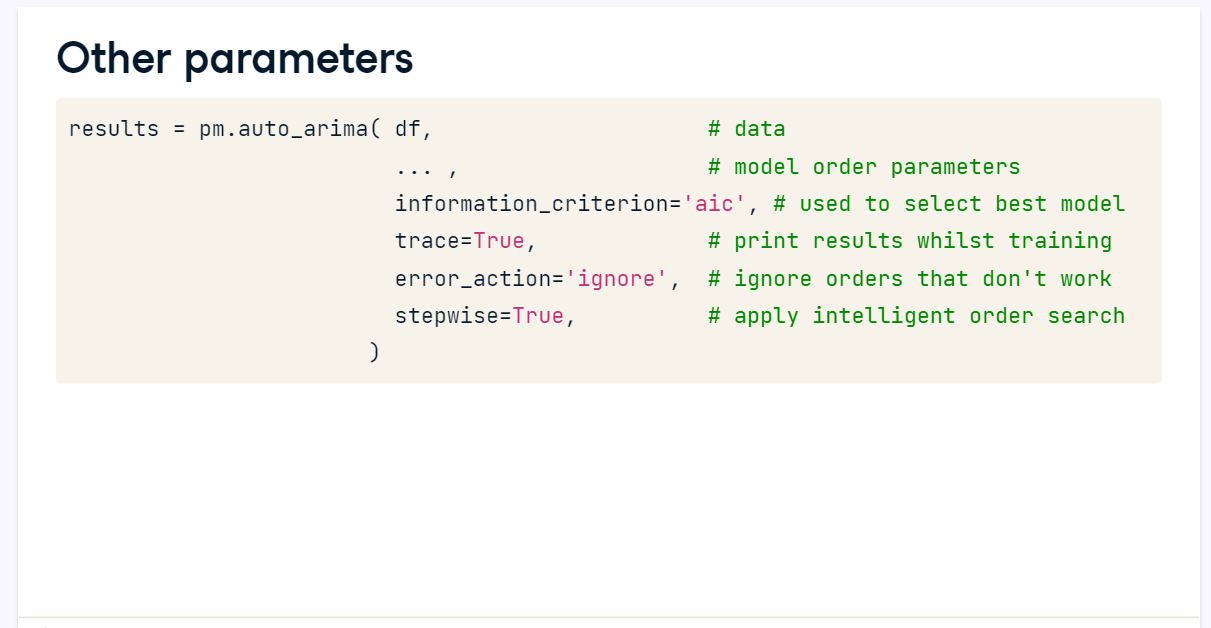 Other parameters
results = pm.auto_arima( df, # data
... , # model order parameters
information_criterion='aic', # used to select best model
trace=True, # print results whilst training
error_action='ignore', # ignore orders that don't work
stepwise=True, # apply intelligent order search
)